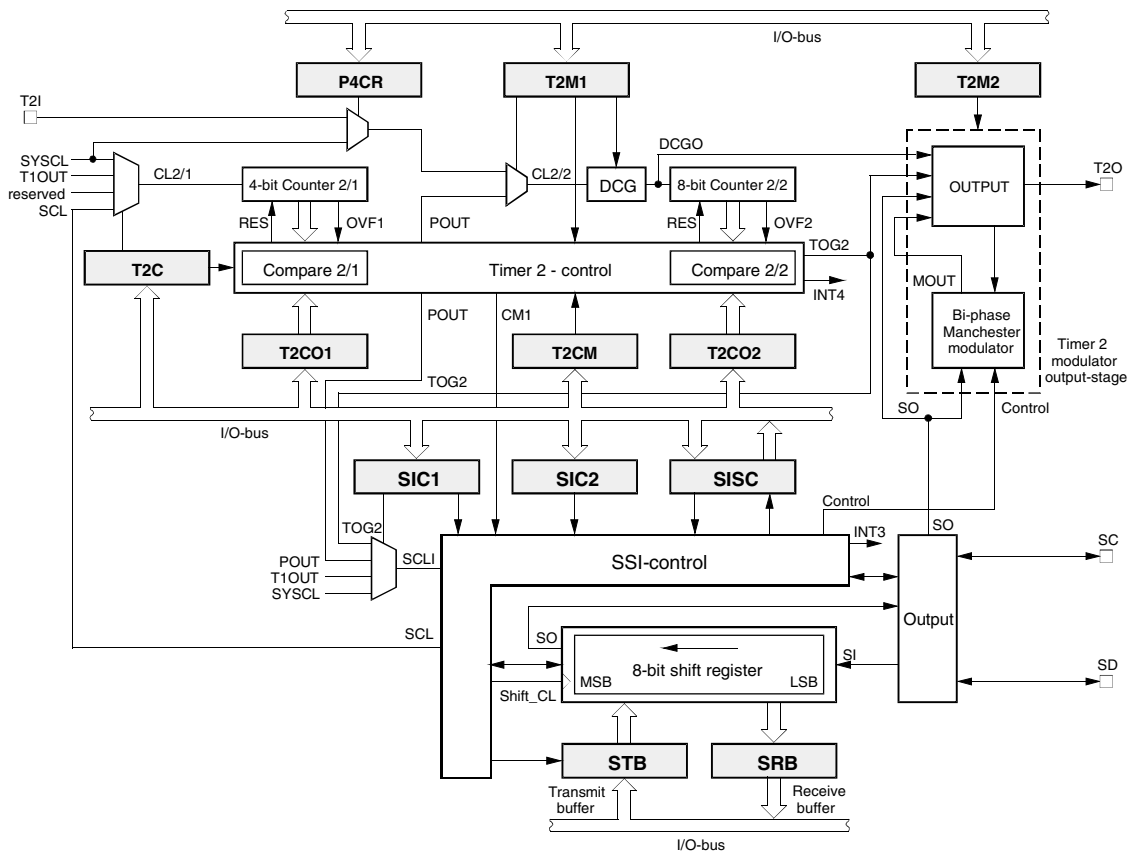 I/O-bus
P4CR
T2M1
T2M2
T2I
SYSCL
T1OUT
reserved
SCL
CL2/1
4-bit Counter 2/1
CL2/2
DCG
DCGO
8-bit Counter 2/2
OUTPUT
T2O
RES
OVF1
POUT
RES
OVF2
TOG2
T2C
Compare 2/1
Timer 2 - control
Compare 2/2
INT4
MOUT
Bi-phase
Manchester
modulator
Timer 2
modulator
output-stage
POUT
CM1
T2CO1
T2CM
T2CO2
TOG2
I/O-bus
SO
Control
SIC1
SIC2
SISC
Control
TOG2
POUT
T1OUT
SYSCL
SCLI
SSI-control
INT3
SO
SC
Output
SCL
SO
8-bit shift register
MSB
LSB
SI
Shift_CL
SD
STB
SRB
Transmit
buffer
Receive
buffer
I/O-bus